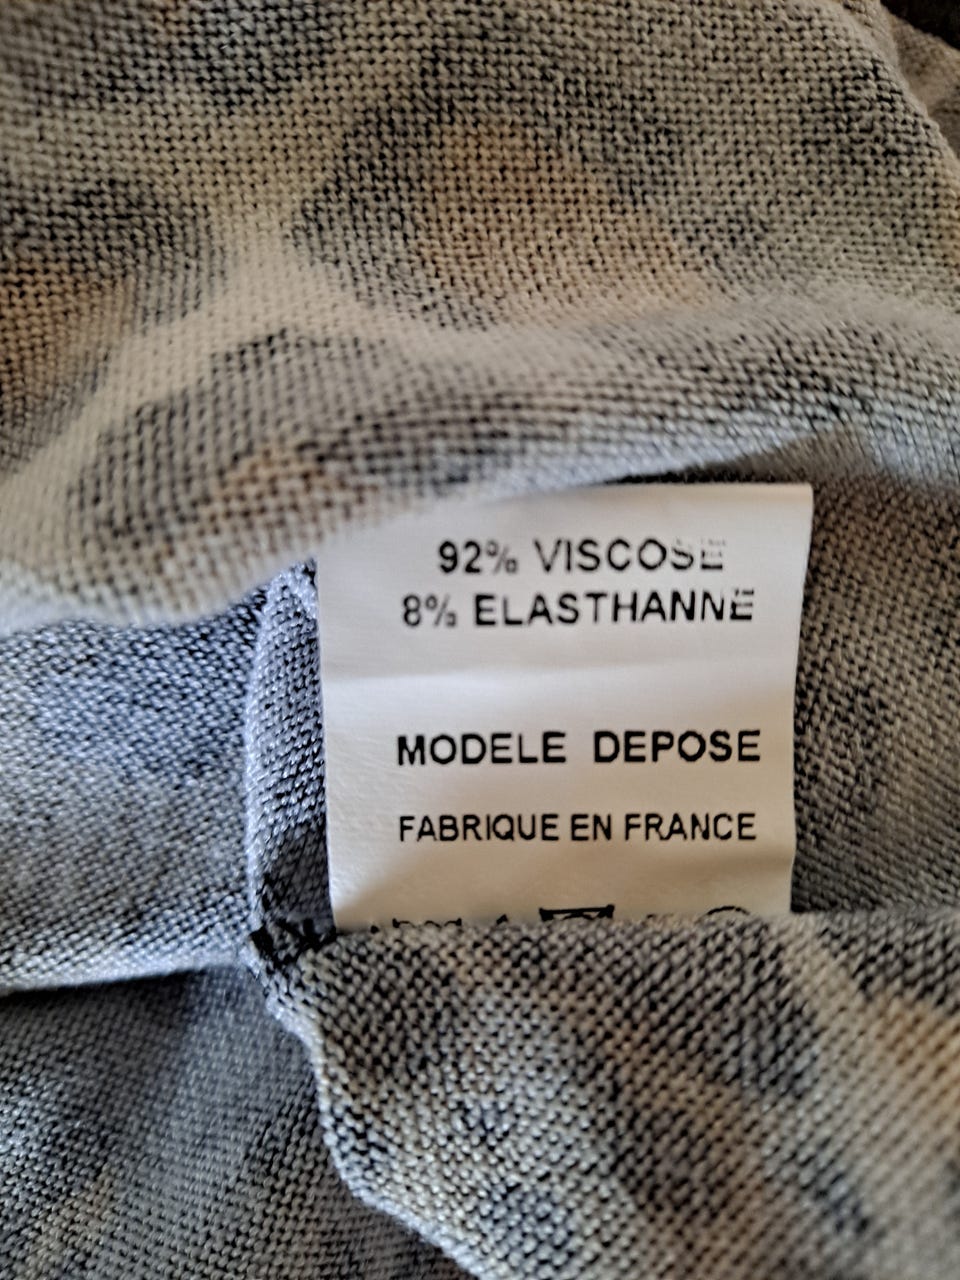 92% VISCOSE
8% ELASTHANNE
MODELE DEPOSE
FABRIQUE EN FRANCE